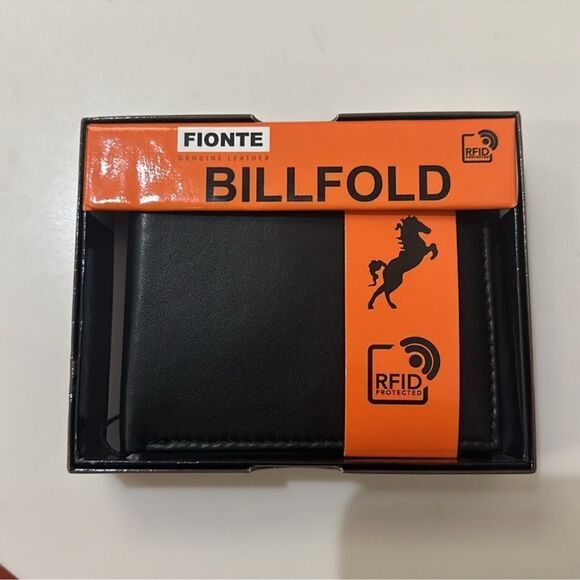 FIONTE
GENUINE LEATHER
BILLFOLD
RFID
PROTECTED
RFID
PROTECTED